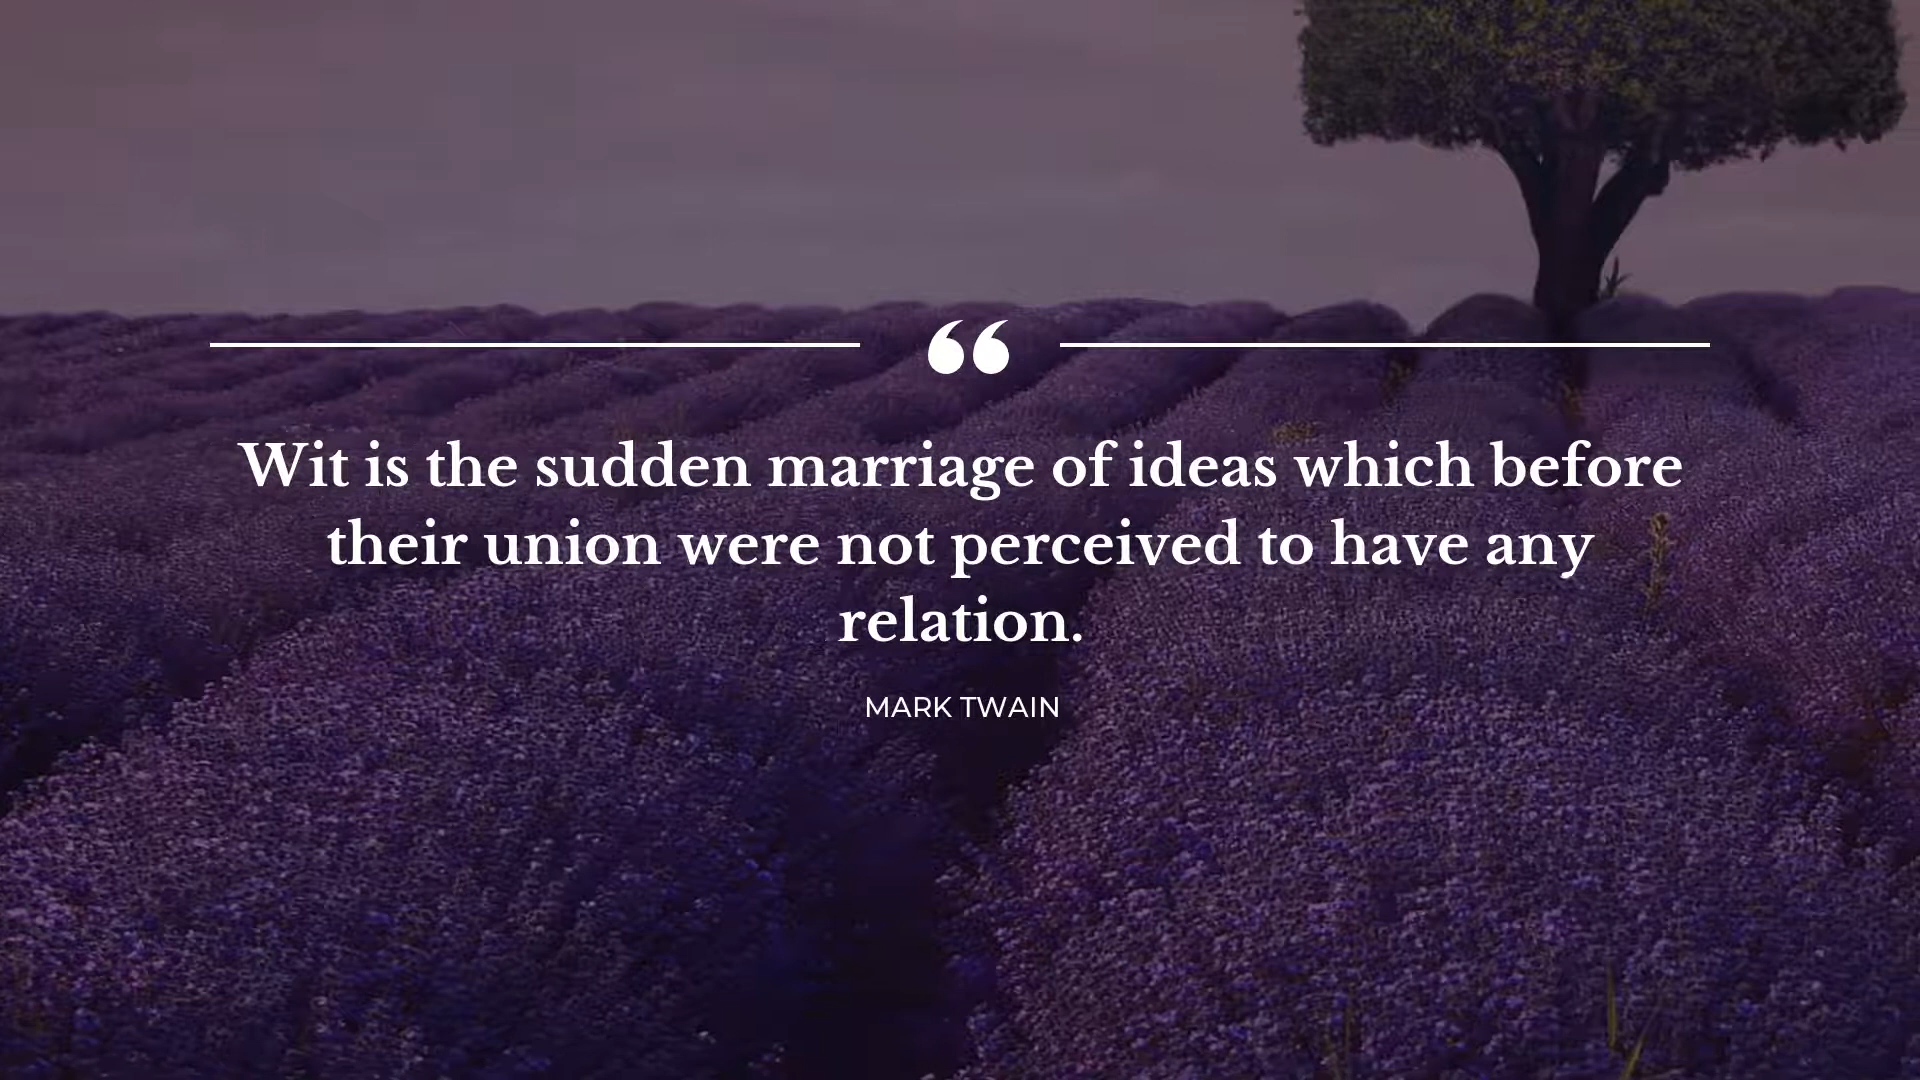 “
Wit is the sudden marriage of ideas which before
their union were not perceived to have any
relation.
MARK TWAIN